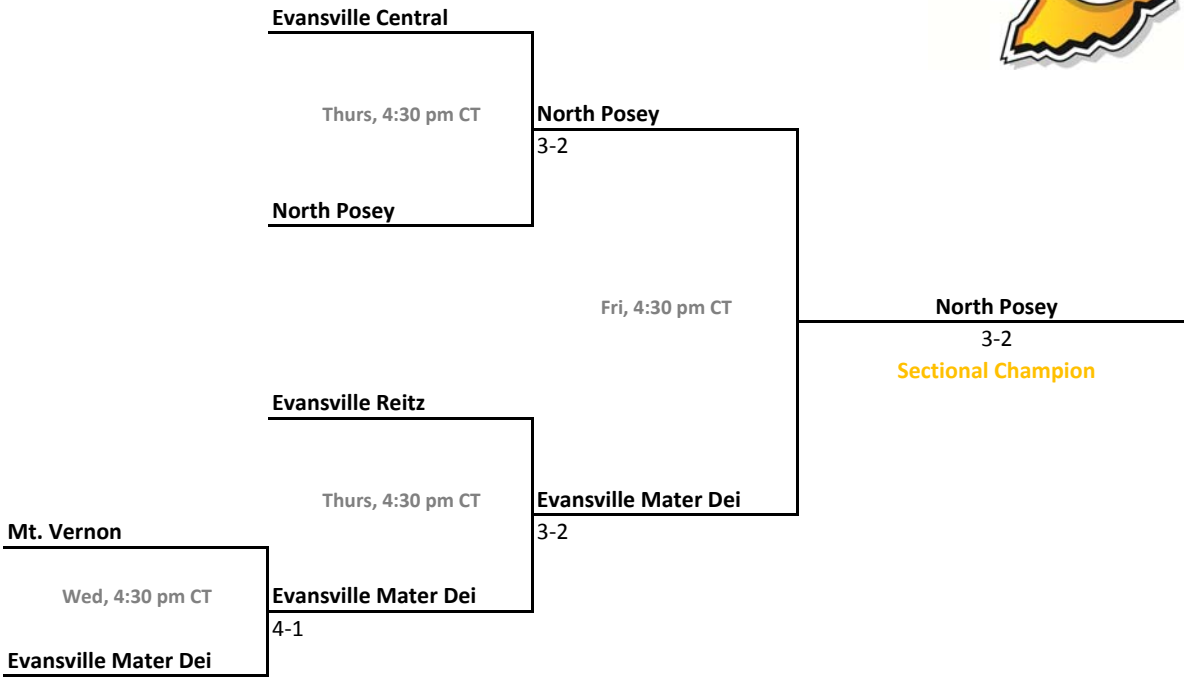 Evansville Central
Thurs, 4:30 pm CT
North Posey
3-2
North Posey
Fri, 4:30 pm CT
North Posey
3-2
Sectional Champion
Evansville Reitz
Thurs, 4:30 pm CT
Evansville Mater Dei
3-2
Mt. Vernon
Wed, 4:30 pm CT
Evansville Mater Dei
4-1
Evansville Mater Dei